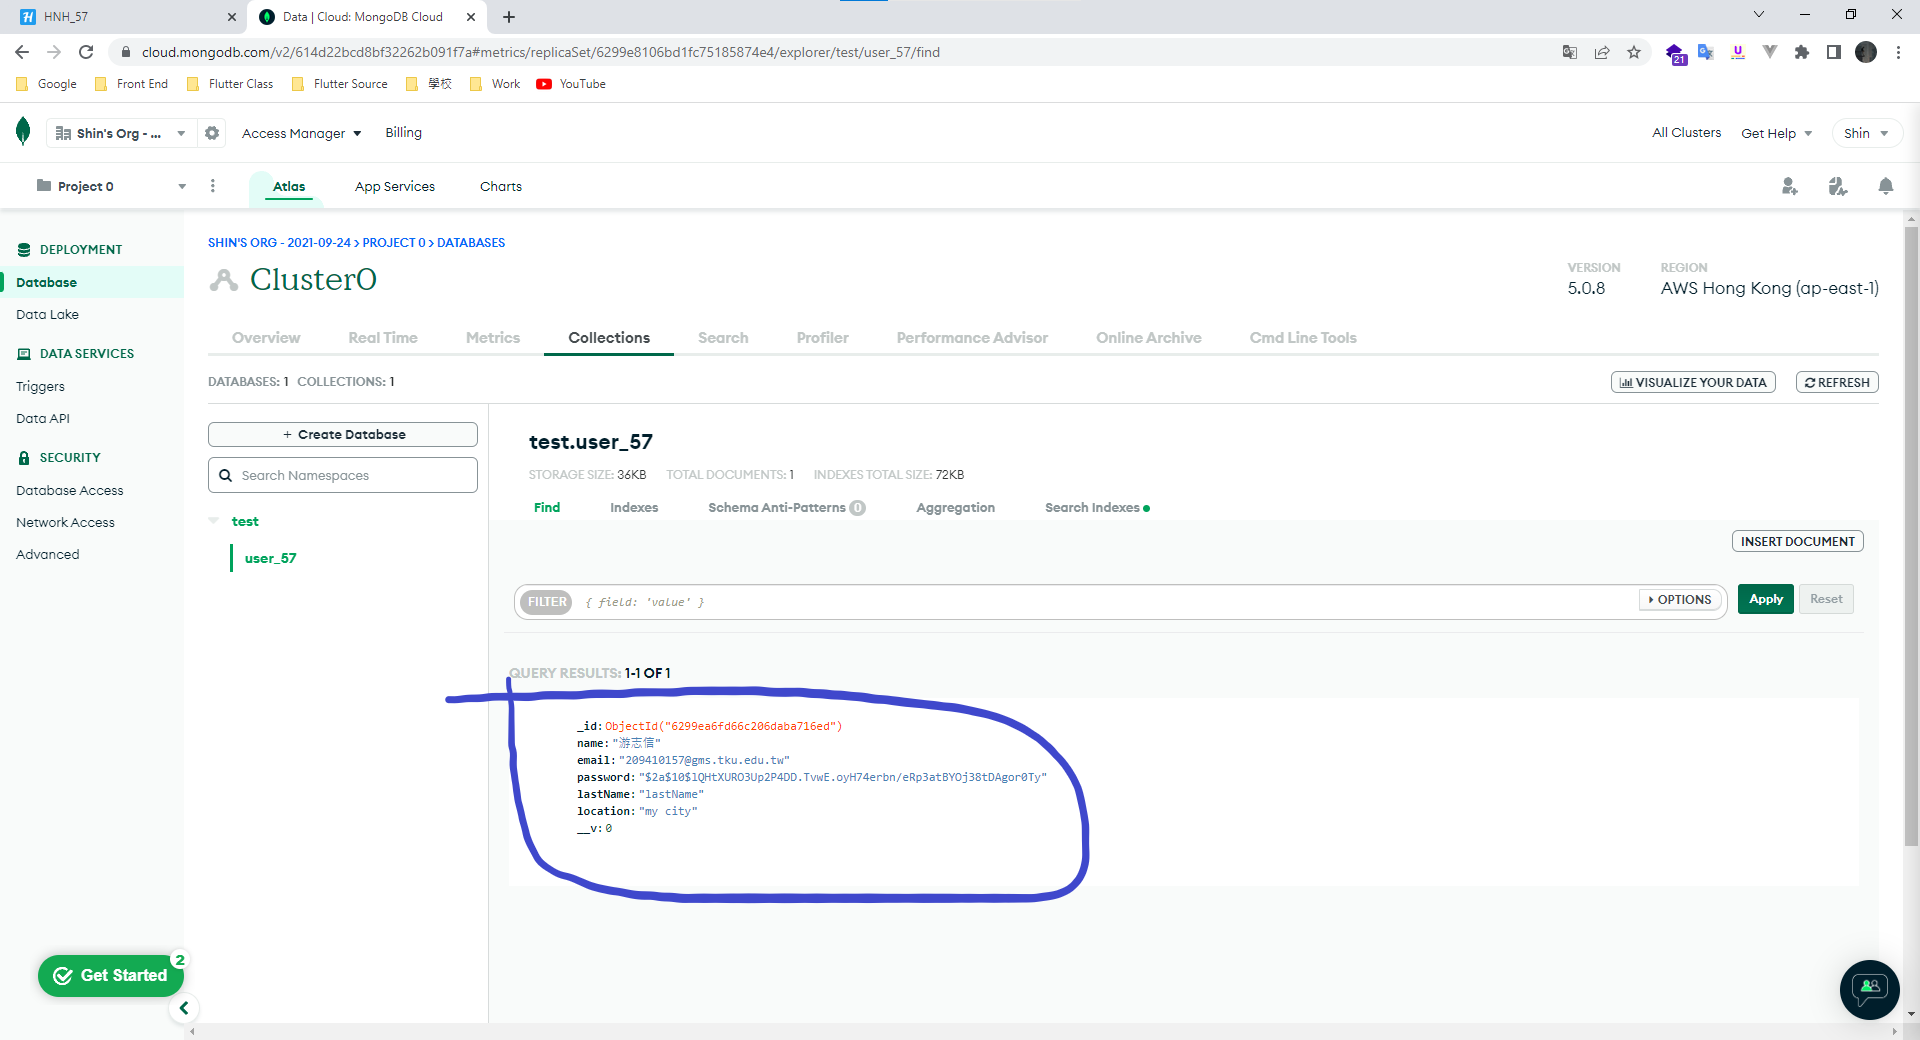 HNH_57
Data | Cloud: MongoDB Cloud
cloud.mongodb.com/v2/614d22bcd8bf32262b091f7a#metrics/replicaSet/6299e8106bd1fc75185874e4/explorer/test/user_57/find
21
Google Front End Flutter Class Flutter Source 學校 Work YouTube
Shin's Org - ... Access Manager Billing All Clusters Get Help Shin
Project 0 Atlas App Services Charts
DEPLOYMENT
Database
Data Lake
DATA SERVICES
Triggers
Data API
SECURITY
Database Access
Network Access
Advanced
Get Started
2
SHIN'S ORG - 2021-09-24 > PROJECT 0 > DATABASES
Cluster0
VERSION
5.0.8
REGION
AWS Hong Kong (ap-east-1)
Overview Real Time Metrics Collections Search Profiler Performance Advisor Online Archive Cmd Line Tools
DATABASES: 1 COLLECTIONS: 1
VISUALIZE YOUR DATA REFRESH
+ Create Database
Search Namespaces
test
user_57
test.user_57
STORAGE SIZE: 36KB TOTAL DOCUMENTS: 1 INDEXES TOTAL SIZE: 72KB
Find Indexes Schema Anti-Patterns 0 Aggregation Search Indexes
INSERT DOCUMENT
FILTER { field: 'value' } OPTIONS Apply Reset
QUERY RESULTS: 1-1 OF 1
_id: ObjectId("6299ea6fd66c206daba716ed")
name: "游志信"
email: "209410157@gms.tku.edu.tw"
password: "$2a$10$lQHtXURO3Up2P4DD.TvwE.oyH74erbn/eRp3atBYOj38tDAgor0Ty"
lastName: "lastName"
location: "my city"
__v: 0